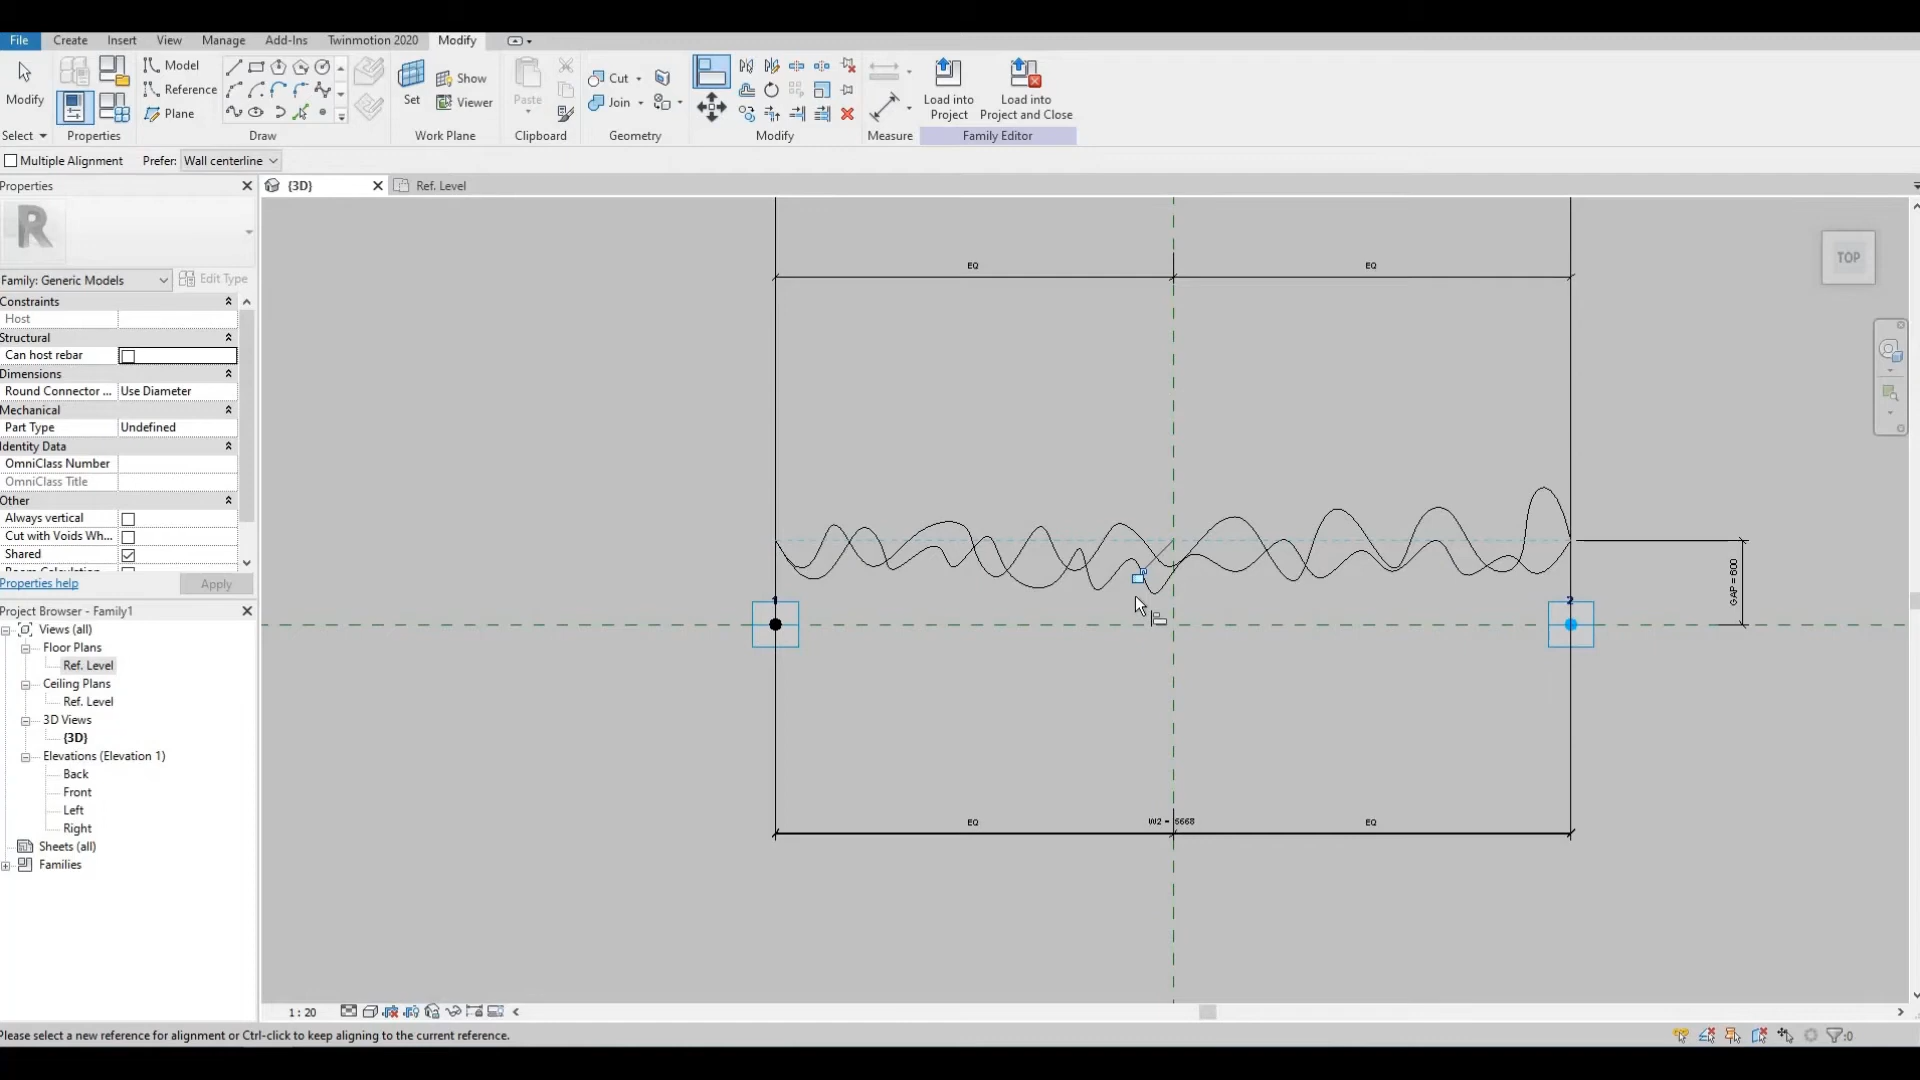 File Create Insert View Manage Add-Ins Twinmotion 2020 Modify
Modify
Model
Reference
Plane
Set
Show
Viewer
Paste
Cut
Join
Load into
Project
Load into
Project and Close
Select Properties Draw Work Plane Clipboard Geometry Modify Measure Family Editor
Multiple Alignment Prefer: Wall centerline
Properties
{3D}
Ref. Level
R
Family: Generic Models
Edit Type
Constraints
Host
Structural
Can host rebar
Dimensions
Round Connector ... Use Diameter
Mechanical
Part Type Undefined
Identity Data
OmniClass Number
OmniClass Title
Other
Always vertical
Cut with Voids Wh...
Shared
Properties help
Apply
Project Browser - Family1
Views (all)
Floor Plans
Ref. Level
Ceiling Plans
Ref. Level
3D Views
{3D}
Elevations (Elevation 1)
Back
Front
Left
Right
Sheets (all)
Families
TOP
EQ EQ
GAP = 600
1 2
EQ W2 = 5668 EQ
1 : 20
Please select a new reference for alignment or Ctrl-click to keep aligning to the current reference.
:0